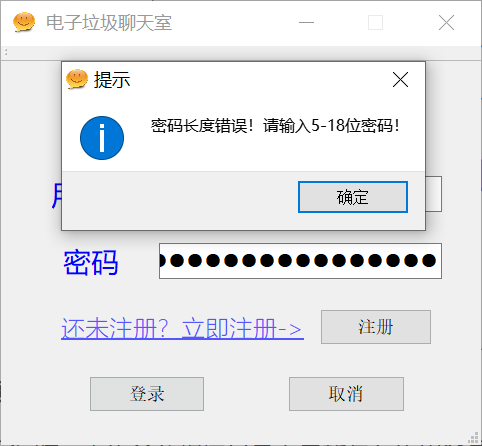 电子垃圾聊天室
提示
密码长度错误！请输入5-18位密码！
确定
密码
还未注册？立即注册->
注册
登录
取消